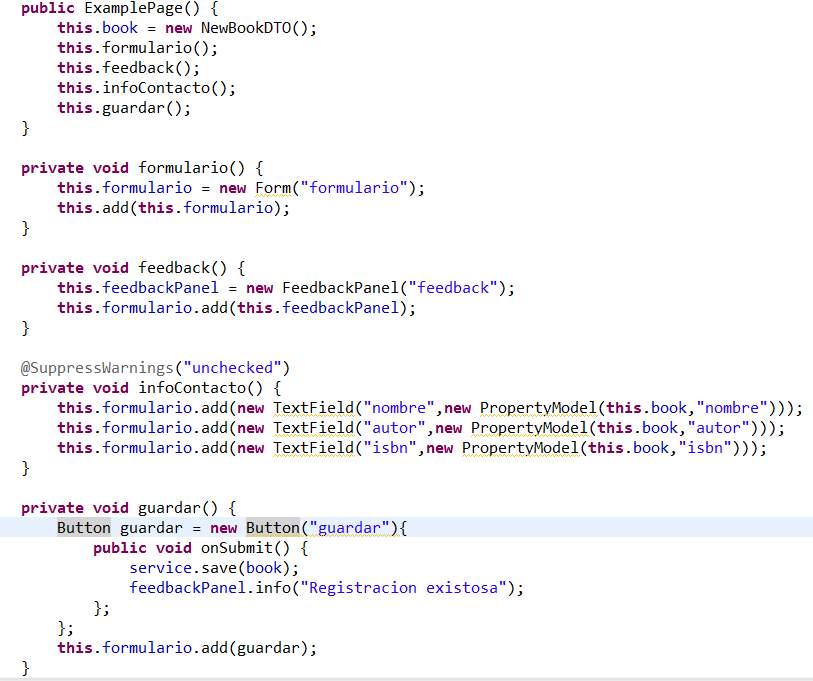 public ExamplePage() {
this.book = new NewBookDTO();
this.formulario();
this.feedback();
this.infoContacto();
this.guardar();
}
private void formulario() {
this.formulario = new Form("formulario");
this.add(this.formulario);
}
private void feedback() {
this.feedbackPanel = new FeedbackPanel("feedback");
this.formulario.add(this.feedbackPanel);
}
@SuppressWarnings("unchecked")
private void infoContacto() {
this.formulario.add(new TextField("nombre",new PropertyModel(this.book,"nombre")));
this.formulario.add(new TextField("autor",new PropertyModel(this.book,"autor")));
this.formulario.add(new TextField("isbn",new PropertyModel(this.book,"isbn")));
}
private void guardar() {
Button guardar = new Button("guardar"){
public void onSubmit() {
service.save(book);
feedbackPanel.info("Registracion existosa");
};
};
this.formulario.add(guardar);
}